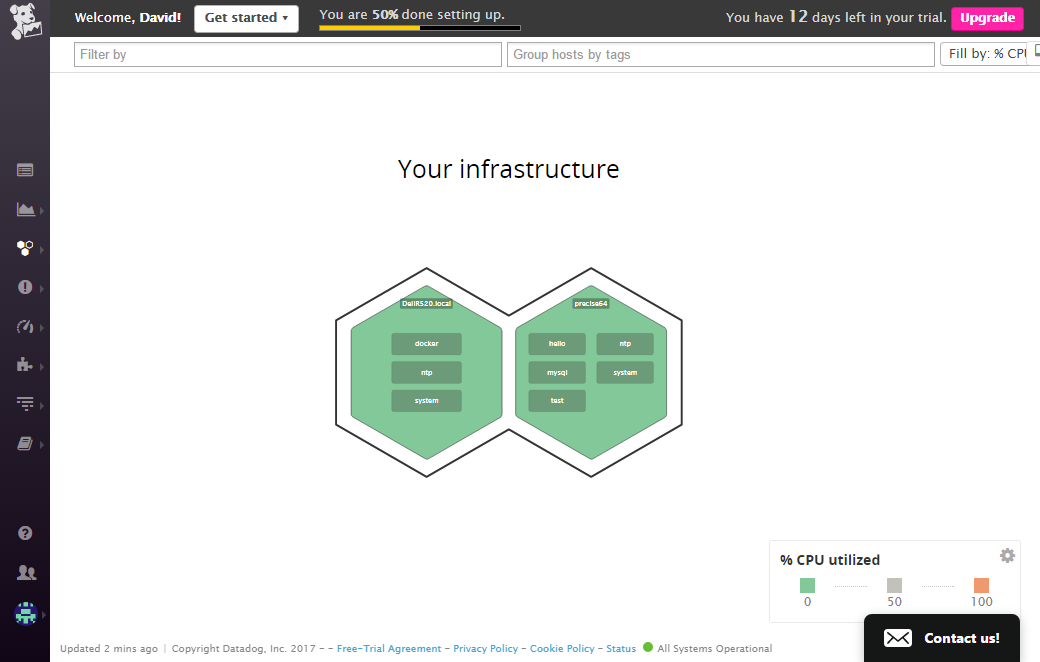 Welcome, David! Get started ▾ You are 50% done setting up. You have 12 days left in your trial. Upgrade
Filter by Group hosts by tags Fill by: % CPU
Your infrastructure
DellR520.local precise64
docker hello ntp
ntp mysql system
system test
% CPU utilized
0 50 100
Contact us!
Updated 2 mins ago | Copyright Datadog, Inc. 2017 - - Free-Trial Agreement - Privacy Policy - Cookie Policy - Status All Systems Operational